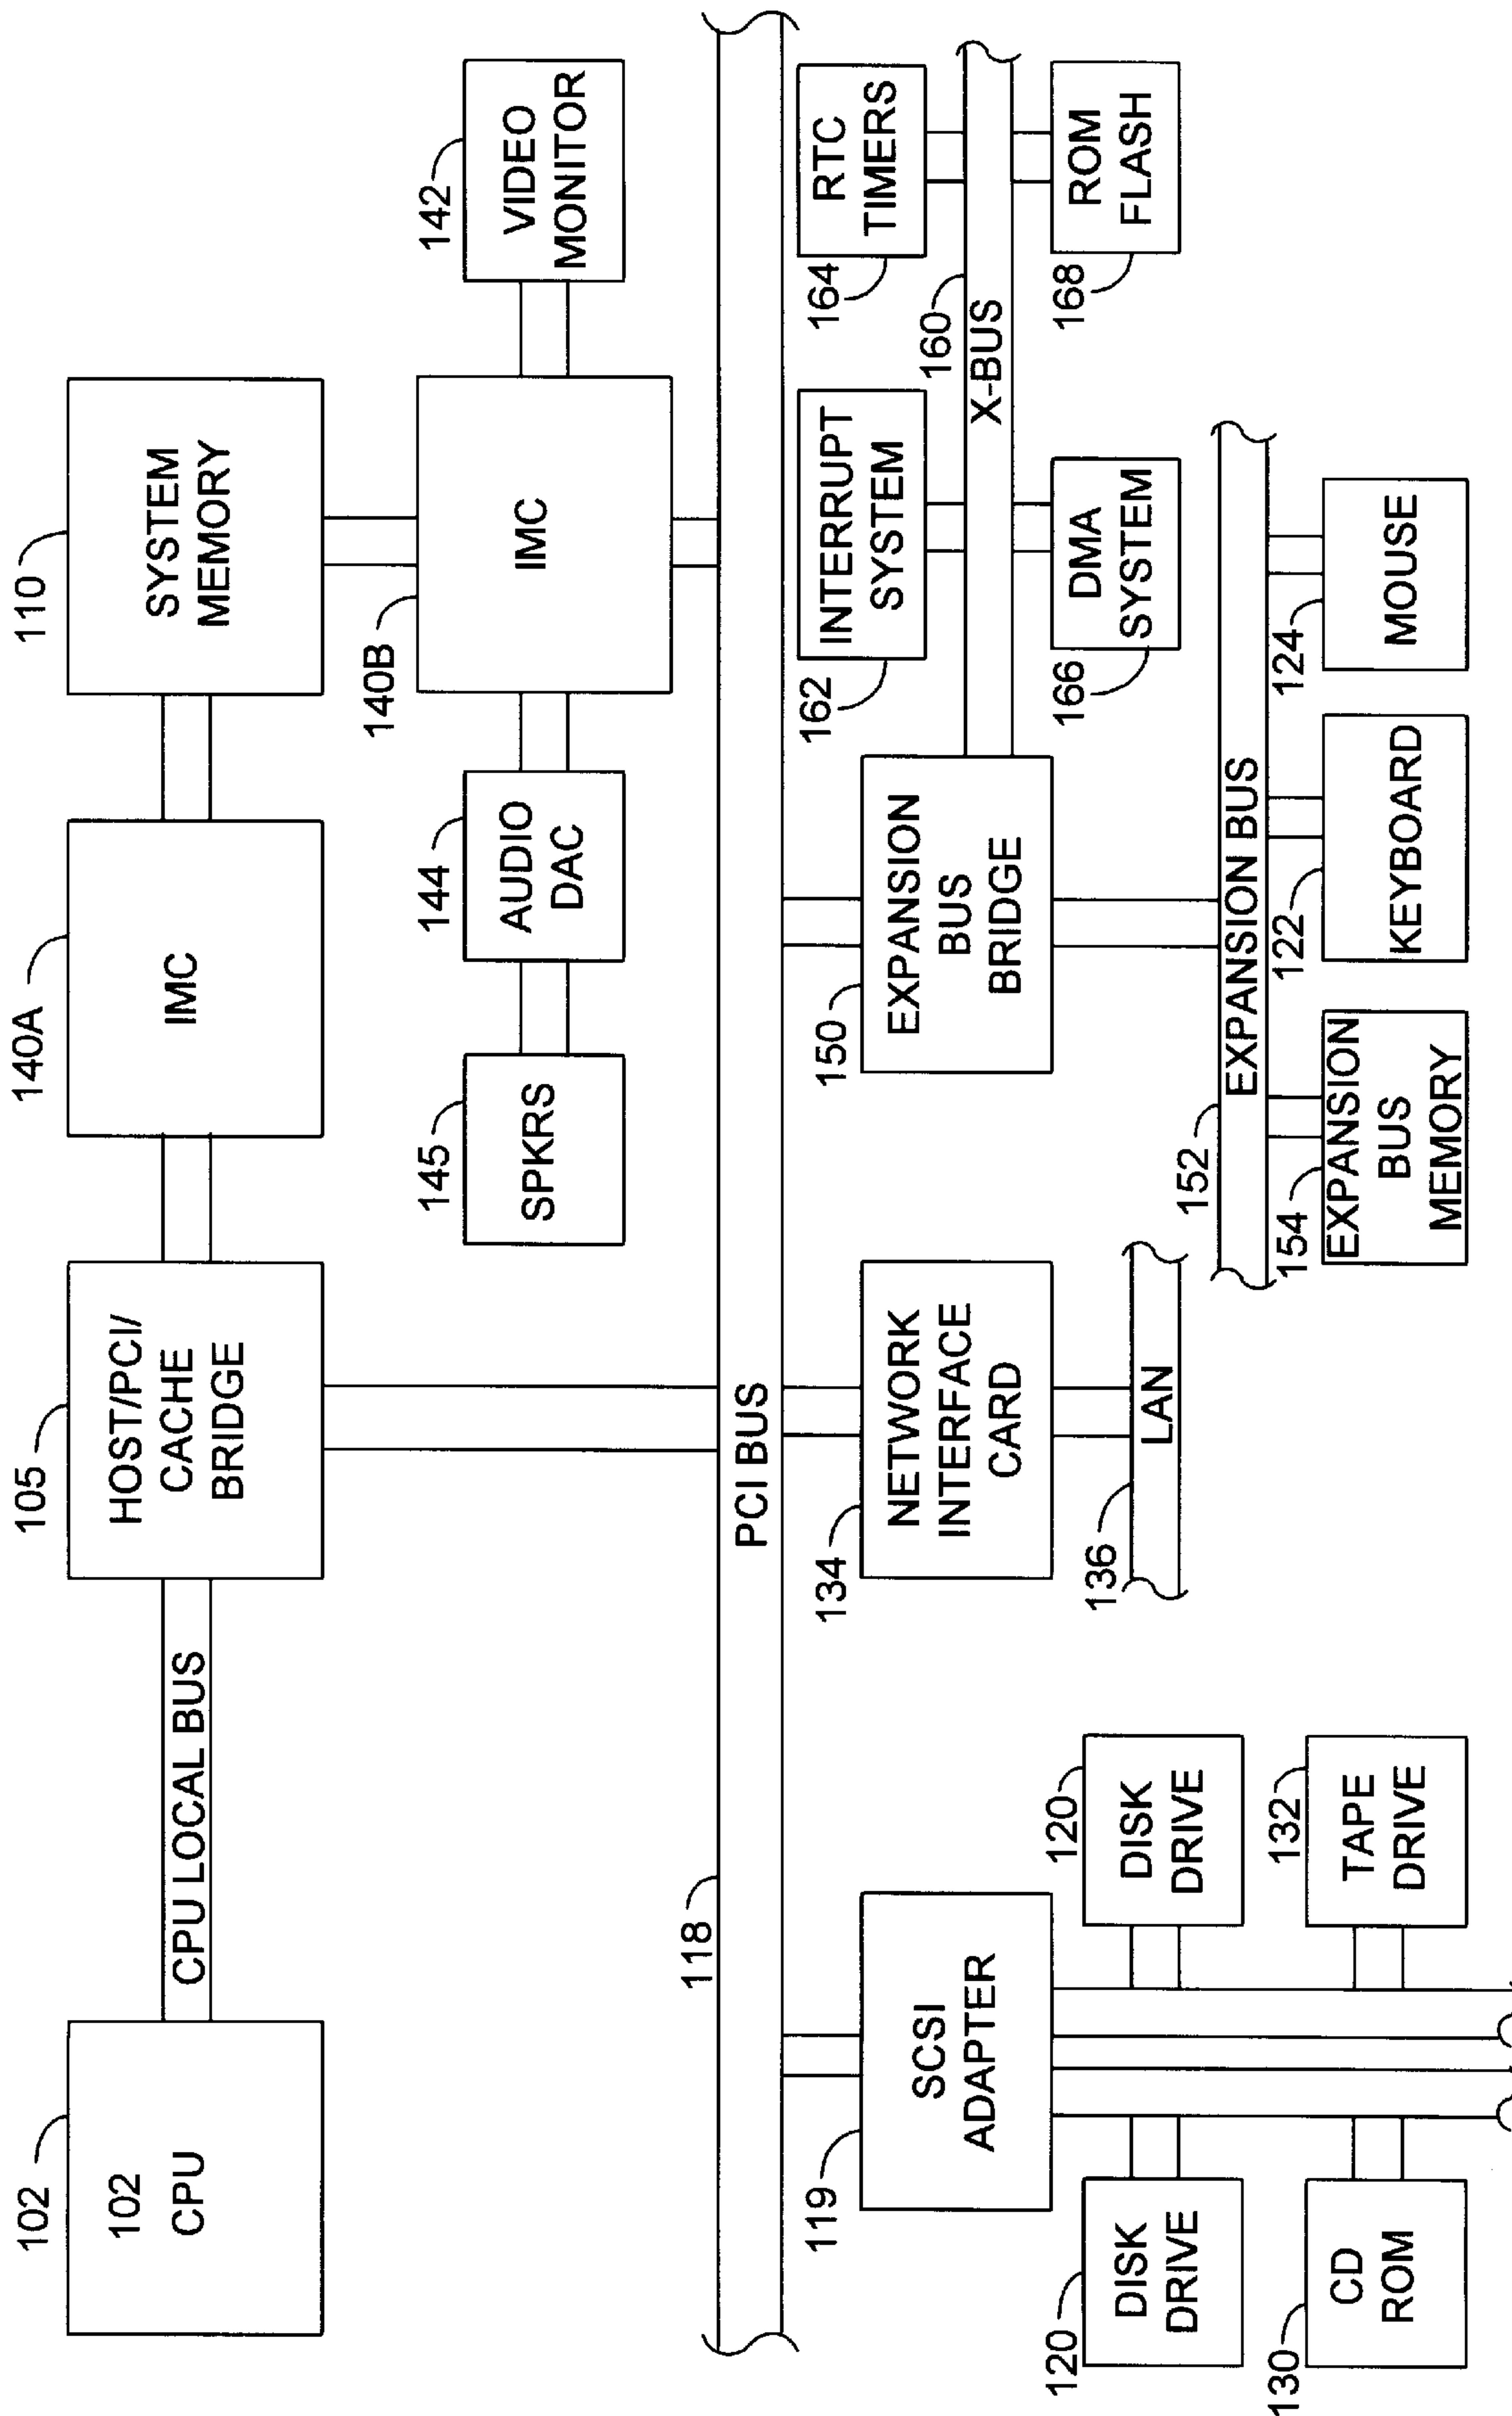 102
102
CPU
CPU LOCAL BUS
105
HOST/PCI/
CACHE
BRIDGE
140A
IMC
110
SYSTEM
MEMORY
145
SPKRS
144
AUDIO
DAC
140B
IMC
142
VIDEO
MONITOR
118
PCI BUS
119
SCSI
ADAPTER
120
DISK
DRIVE
120
DISK
DRIVE
130
CD
ROM
132
TAPE
DRIVE
134
NETWORK
INTERFACE
CARD
136
LAN
150
EXPANSION
BUS
BRIDGE
162
INTERRUPT
SYSTEM
164
RTC
TIMERS
160
X-BUS
166
DMA
SYSTEM
168
ROM
FLASH
152
EXPANSION BUS
154
EXPANSION
BUS
MEMORY
122
KEYBOARD
124
MOUSE